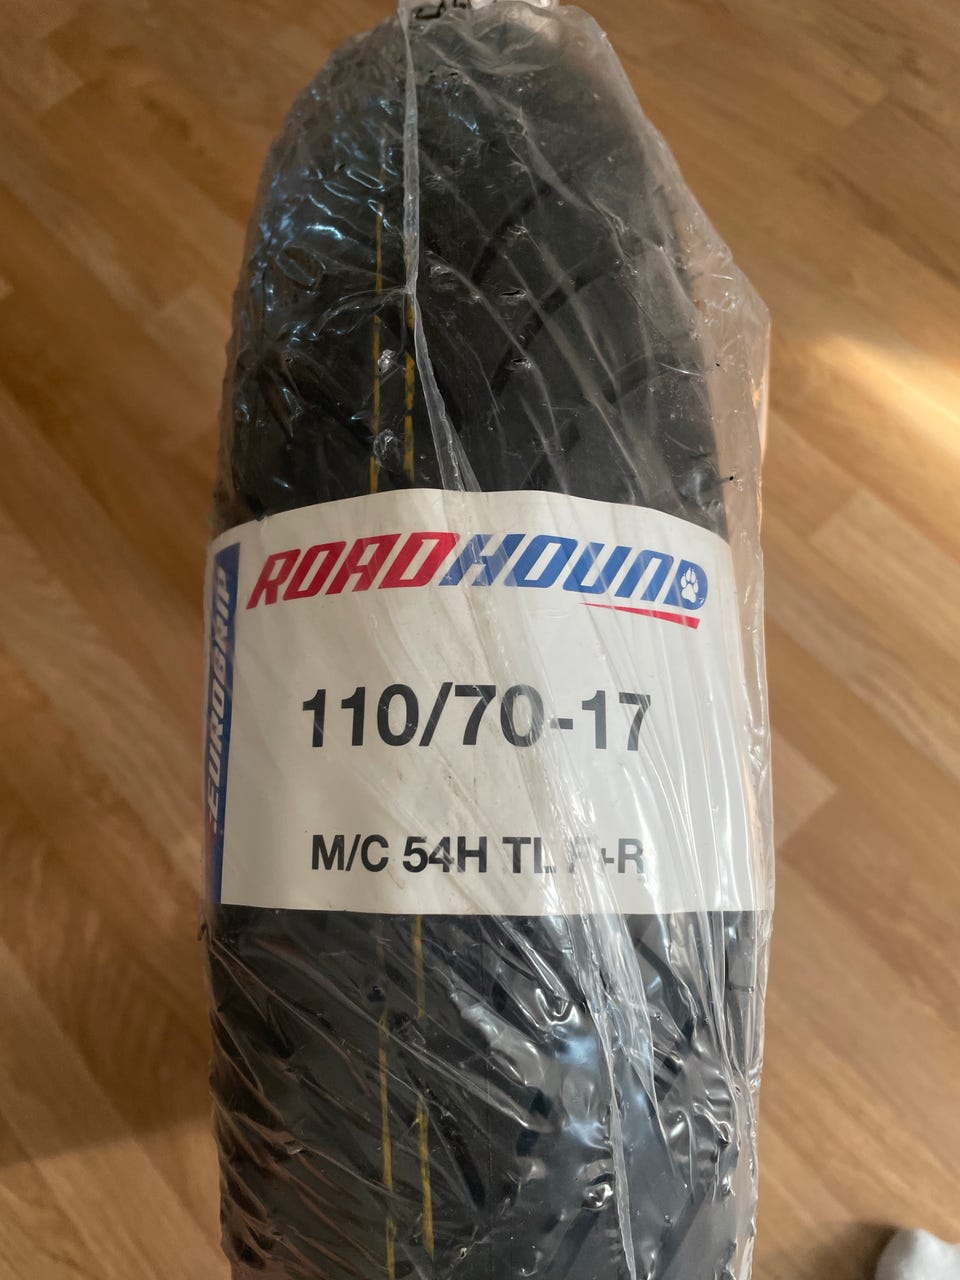 ROADHOUND
EUROGRIP
110/70-17
M/C 54H TL F+R